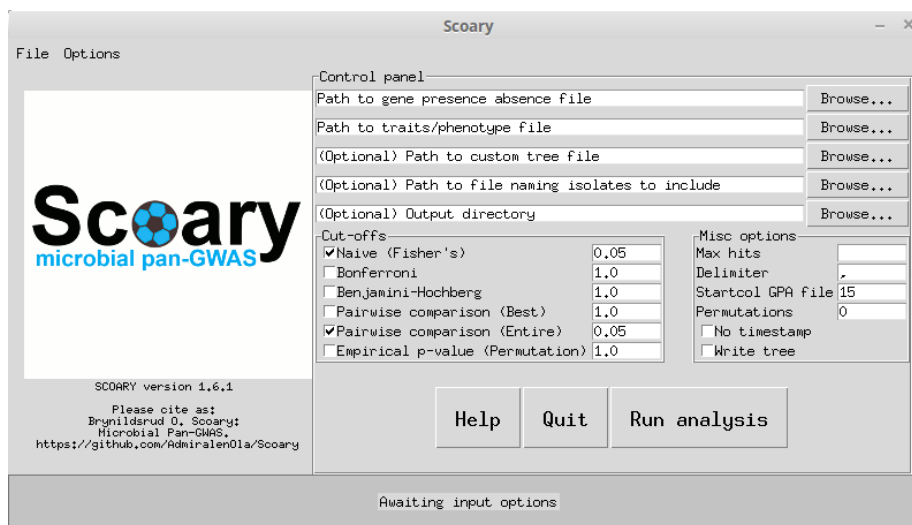 Scoary
File Options
Control panel
Path to gene presence absence file Browse...
Path to traits/phenotype file Browse...
(Optional) Path to custom tree file Browse...
(Optional) Path to file naming isolates to include Browse...
(Optional) Output directory Browse...
Scoary
microbial pan-GWAS
SCOARY version 1.6.1
Please cite as:
Brynildsrud O. Scoary:
Microbial Pan-GWAS.
https://github.com/AdmiralenOla/Scoary
Cut-offs
Naive (Fisher's) 0.05
Bonferroni 1.0
Benjamini-Hochberg 1.0
Pairwise comparison (Best) 1.0
Pairwise comparison (Entire) 0.05
Empirical p-value (Permutation) 1.0
Misc options
Max hits
Delimiter ,
Startcol GPA file 15
Permutations 0
No timestamp
Write tree
Help Quit Run analysis
Awaiting input options